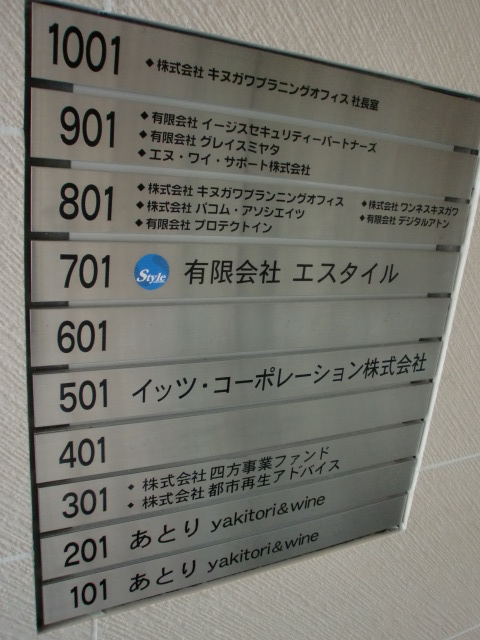 1001 ◆株式会社 キヌガワプラニングオフィス 社長室
901 ◆有限会社 イージスセキュリティーパートナーズ
◆有限会社 グレイスミヤタ
◆エヌ・ワイ・サポート株式会社
801 ◆株式会社 キヌガワプランニングオフィス ◆株式会社 ワンネスキヌガワ
◆株式会社 パコム・アソシエイツ ◆有限会社 デジタルアトン
◆有限会社 プロテクトイン
701 Style 有限会社 エスタイル
601
501 イッツ・コーポレーション株式会社
401
301 ◆株式会社 四方事業ファンド
◆株式会社 都市再生アドバイス
201 あとり yakitori&wine
101 あとり yakitori&wine